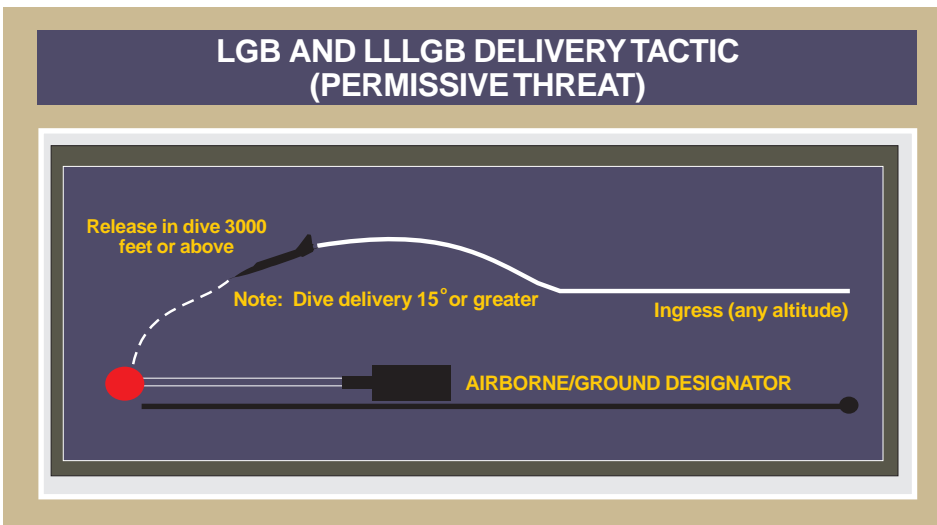 LGB AND LLLGB DELIVERY TACTIC
(PERMISSIVE THREAT)
Release in dive 3000
feet or above
Note: Dive delivery 15° or greater
Ingress (any altitude)
AIRBORNE/GROUND DESIGNATOR